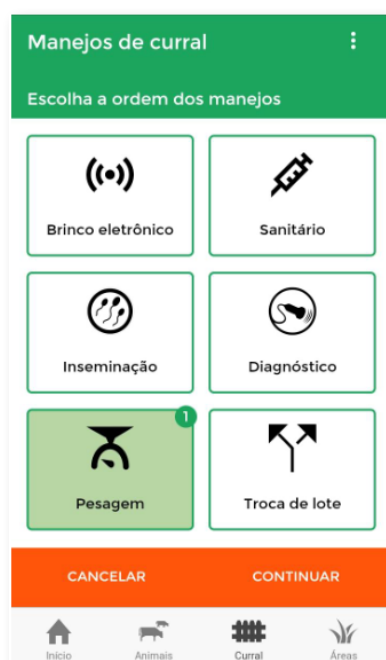 Manejos de curral
Escolha a ordem dos manejos
Brinco eletrônico
Sanitário
Inseminação
Diagnóstico
1
Pesagem
Troca de lote
CANCELAR
CONTINUAR
Início
Animais
Curral
Áreas